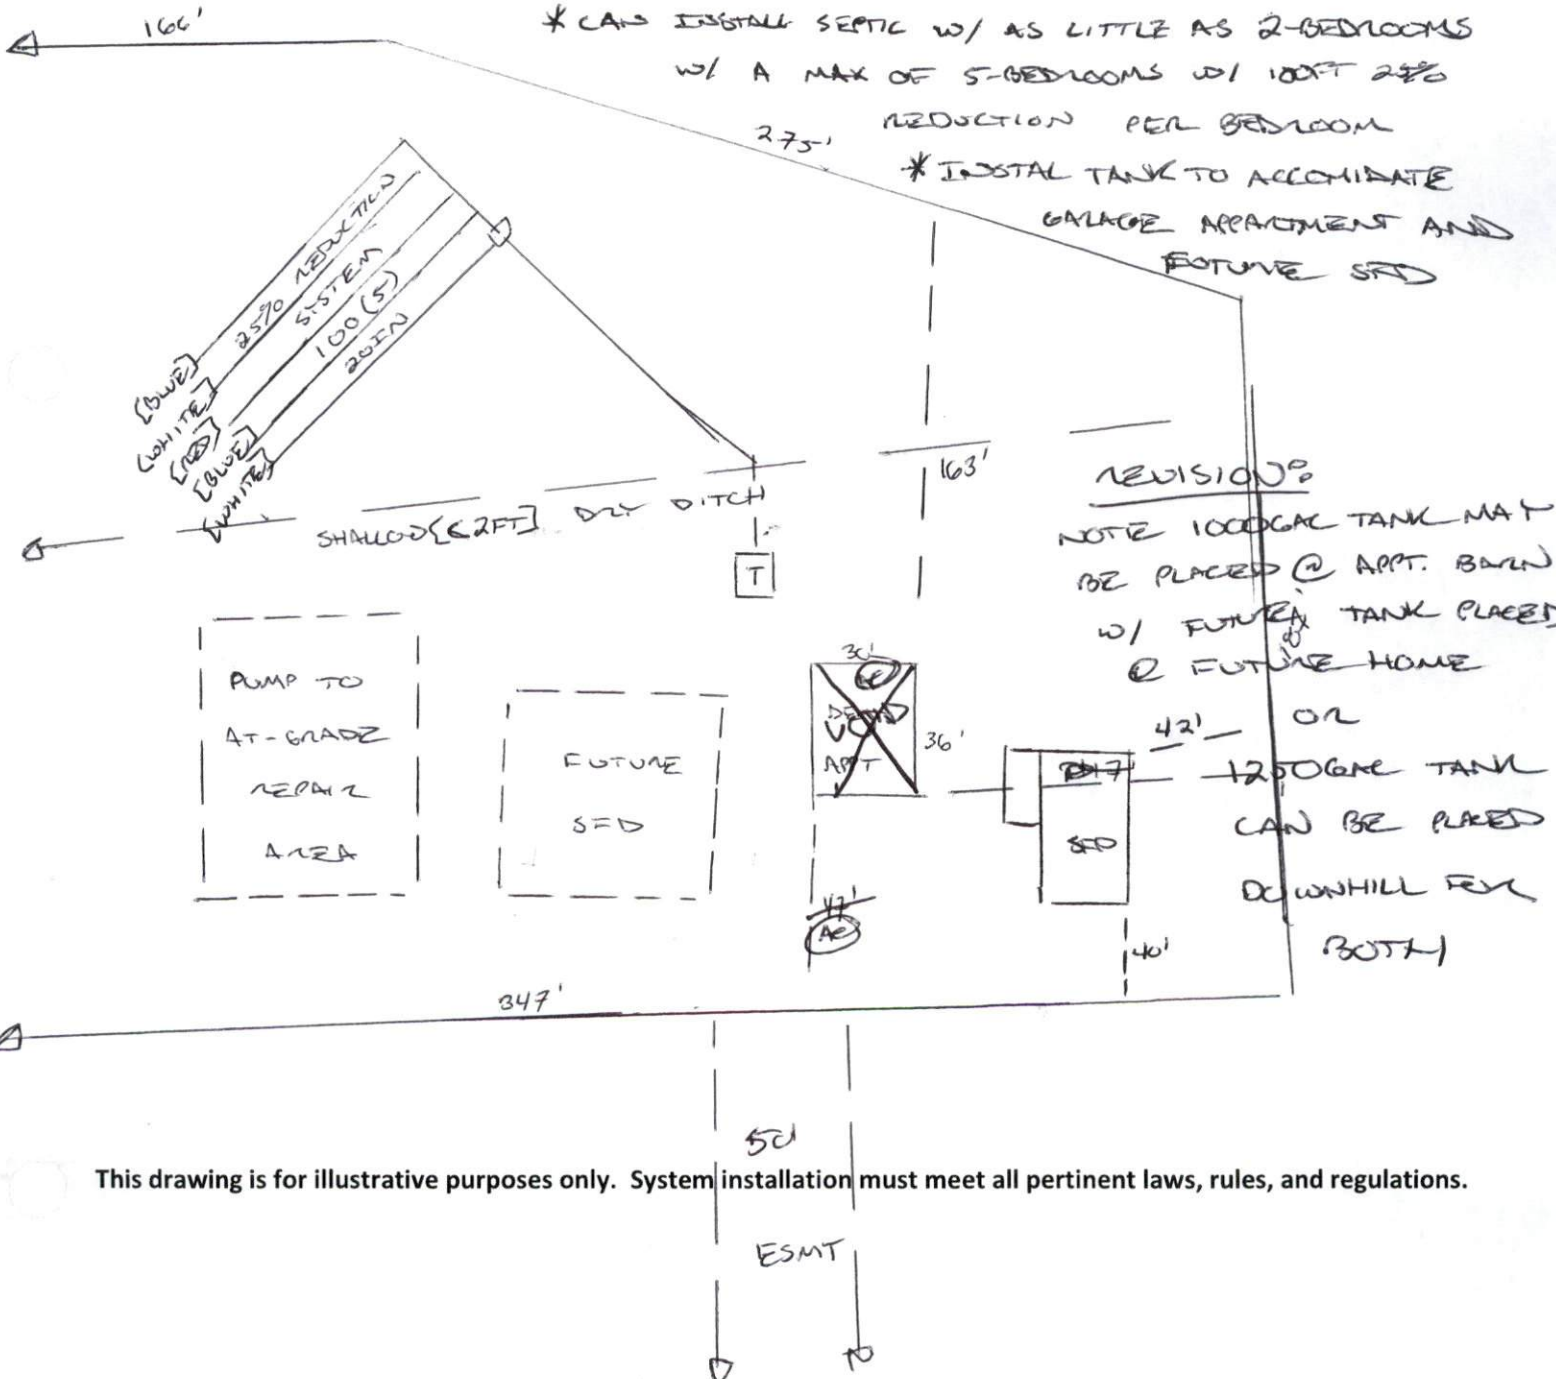 166'
* CAN INSTALL SEPTIC W/ AS LITTLE AS 2-BEDROOMS
W/ A MAX OF 5-BEDROOMS W/ 100FT 25%
REDUCTION PER BEDROOM
275'
* INSTAL TANK TO ACCOMIDATE
GARAGE APPARTMENT AND
FUTURE SFD
25% REDUCTION
SYSTEM
100(5)
20IN
[BLUE]
[WHITE]
[RED]
[BLUE]
[WHITE]
163'
SHALLOW [<2FT] DRY DITCH
T
REVISION:
NOTE 1000GAL TANK MAY
BE PLACED @ APPT. BARN
W/ FUTURE TANK PLACED
@ FUTURE HOME
OR
1250GAL TANK
CAN BE PLACED
DOWNHILL FOR
BOTH
PUMP TO
AT-GRADE
REPAIR
AREA
FUTURE
SFD
30'
APPT
36'
42'
SFD
47'
AC
40'
347'
50'
This drawing is for illustrative purposes only. System installation must meet all pertinent laws, rules, and regulations.
ESMT